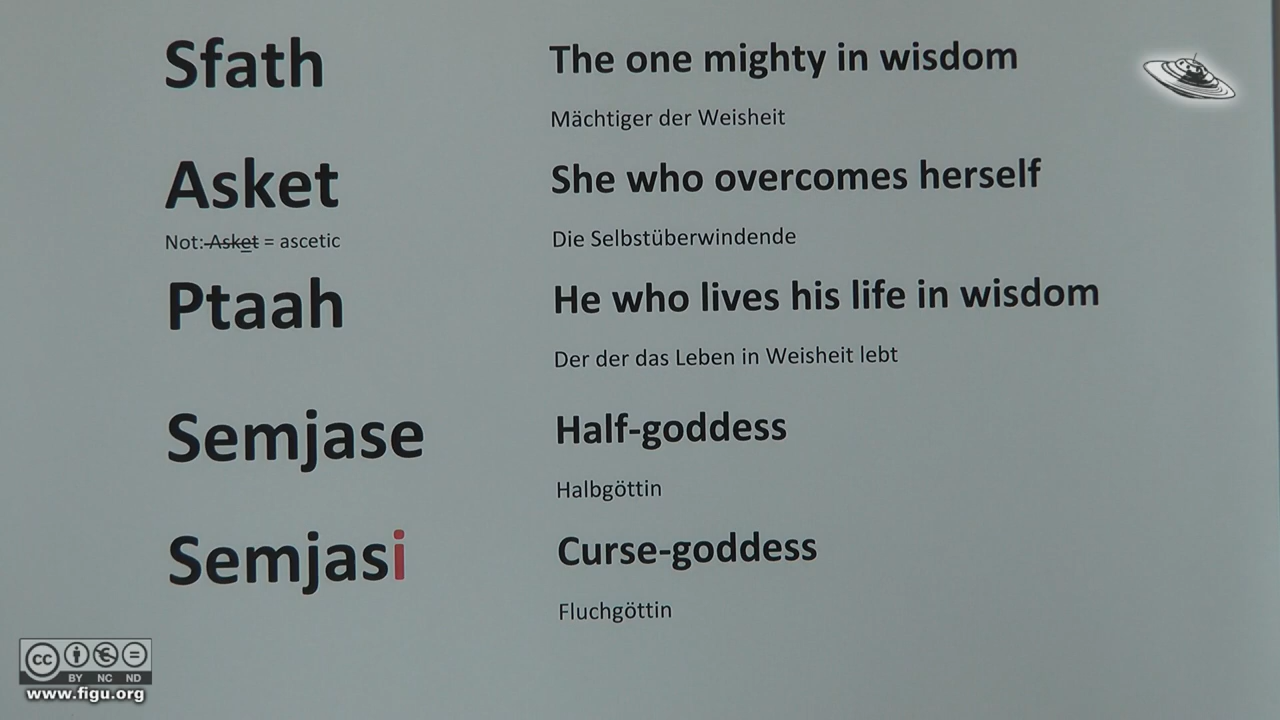 Sfath The one mighty in wisdom
Mächtiger der Weisheit
Asket She who overcomes herself
Not: Asket = ascetic Die Selbstüberwindende
Ptaah He who lives his life in wisdom
Der der das Leben in Weisheit lebt
Semjase Half-goddess
Halbgöttin
Semjasi Curse-goddess
Fluchgöttin
cc
BY NC ND
www.figu.org